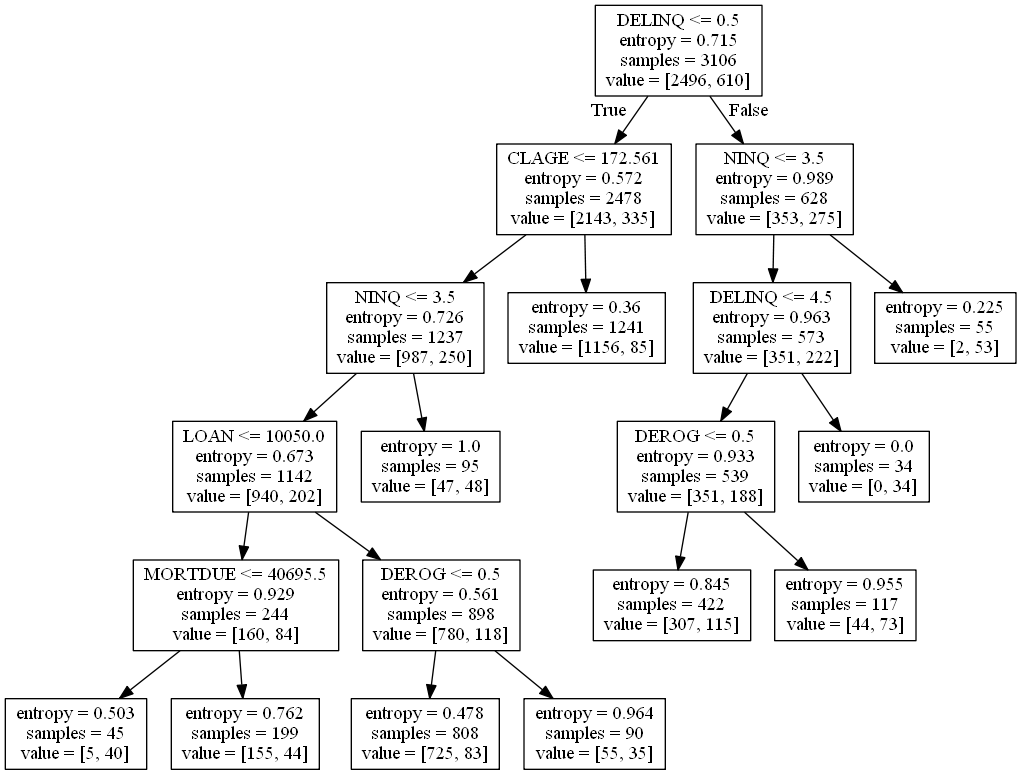 DELINQ <= 0.5
entropy = 0.715
samples = 3106
value = [2496, 610]
True
False
CLAGE <= 172.561
entropy = 0.572
samples = 2478
value = [2143, 335]
NINQ <= 3.5
entropy = 0.989
samples = 628
value = [353, 275]
NINQ <= 3.5
entropy = 0.726
samples = 1237
value = [987, 250]
entropy = 0.36
samples = 1241
value = [1156, 85]
DELINQ <= 4.5
entropy = 0.963
samples = 573
value = [351, 222]
entropy = 0.225
samples = 55
value = [2, 53]
LOAN <= 10050.0
entropy = 0.673
samples = 1142
value = [940, 202]
entropy = 1.0
samples = 95
value = [47, 48]
DEROG <= 0.5
entropy = 0.933
samples = 539
value = [351, 188]
entropy = 0.0
samples = 34
value = [0, 34]
MORTDUE <= 40695.5
entropy = 0.929
samples = 244
value = [160, 84]
DEROG <= 0.5
entropy = 0.561
samples = 898
value = [780, 118]
entropy = 0.845
samples = 422
value = [307, 115]
entropy = 0.955
samples = 117
value = [44, 73]
entropy = 0.503
samples = 45
value = [5, 40]
entropy = 0.762
samples = 199
value = [155, 44]
entropy = 0.478
samples = 808
value = [725, 83]
entropy = 0.964
samples = 90
value = [55, 35]